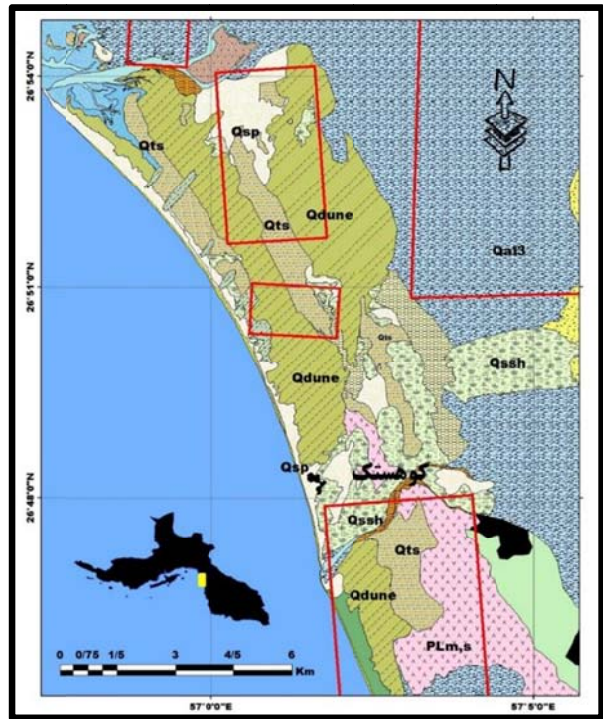 26°54'0"N
N
Qsp
Qts
Qdune
Qts
Qal3
26°51'0"N
Qts
Qssh
Qdune
کوهستک
Qsp
26°48'0"N
Qssh
Qts
Qdune
PLm,s
0 0/75 1/5 3 4/5 6
Km
57°0'0"E
57°5'0"E